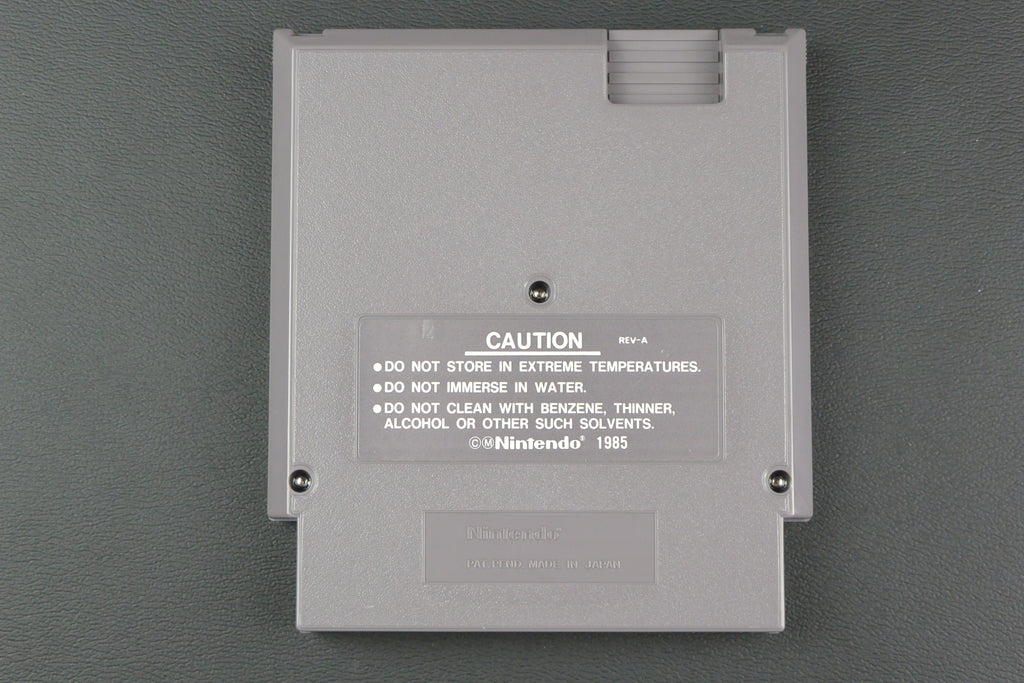 CAUTION REV-A
●DO NOT STORE IN EXTREME TEMPERATURES.
●DO NOT IMMERSE IN WATER.
●DO NOT CLEAN WITH BENZENE, THINNER,
ALCOHOL OR OTHER SUCH SOLVENTS.
©ⓂNintendo® 1985
Nintendo®
PAT. PEND. MADE IN JAPAN